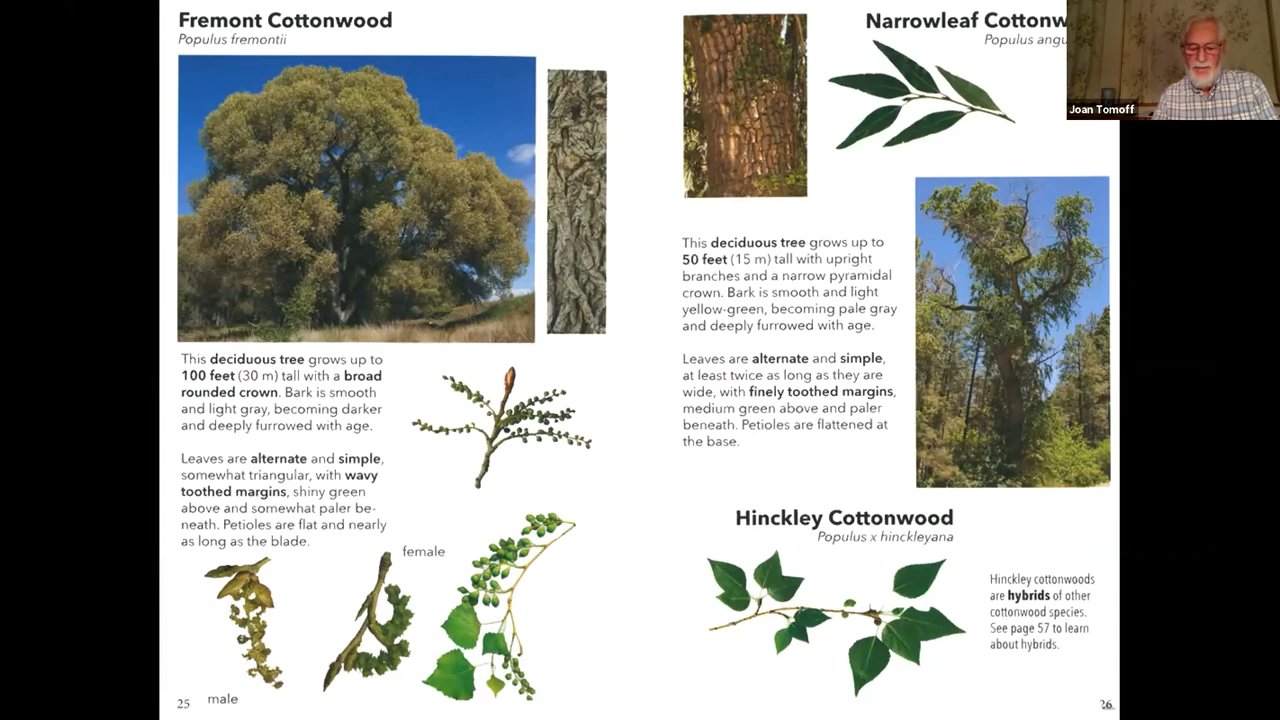 Fremont Cottonwood
Populus fremontii
This deciduous tree grows up to
100 feet (30 m) tall with a broad
rounded crown. Bark is smooth
and light gray, becoming darker
and deeply furrowed with age.
Leaves are alternate and simple,
somewhat triangular, with wavy
toothed margins, shiny green
above and somewhat paler be-
neath. Petioles are flat and nearly
as long as the blade.
female
male
25
Narrowleaf Cottonw
Populus angu
Joan Tomoff
This deciduous tree grows up to
50 feet (15 m) tall with upright
branches and a narrow pyramidal
crown. Bark is smooth and light
yellow-green, becoming pale gray
and deeply furrowed with age.
Leaves are alternate and simple,
at least twice as long as they are
wide, with finely toothed margins,
medium green above and paler
beneath. Petioles are flattened at
the base.
Hinckley Cottonwood
Populus x hinckleyana
Hinckley cottonwoods
are hybrids of other
cottonwood species.
See page 57 to learn
about hybrids.
26